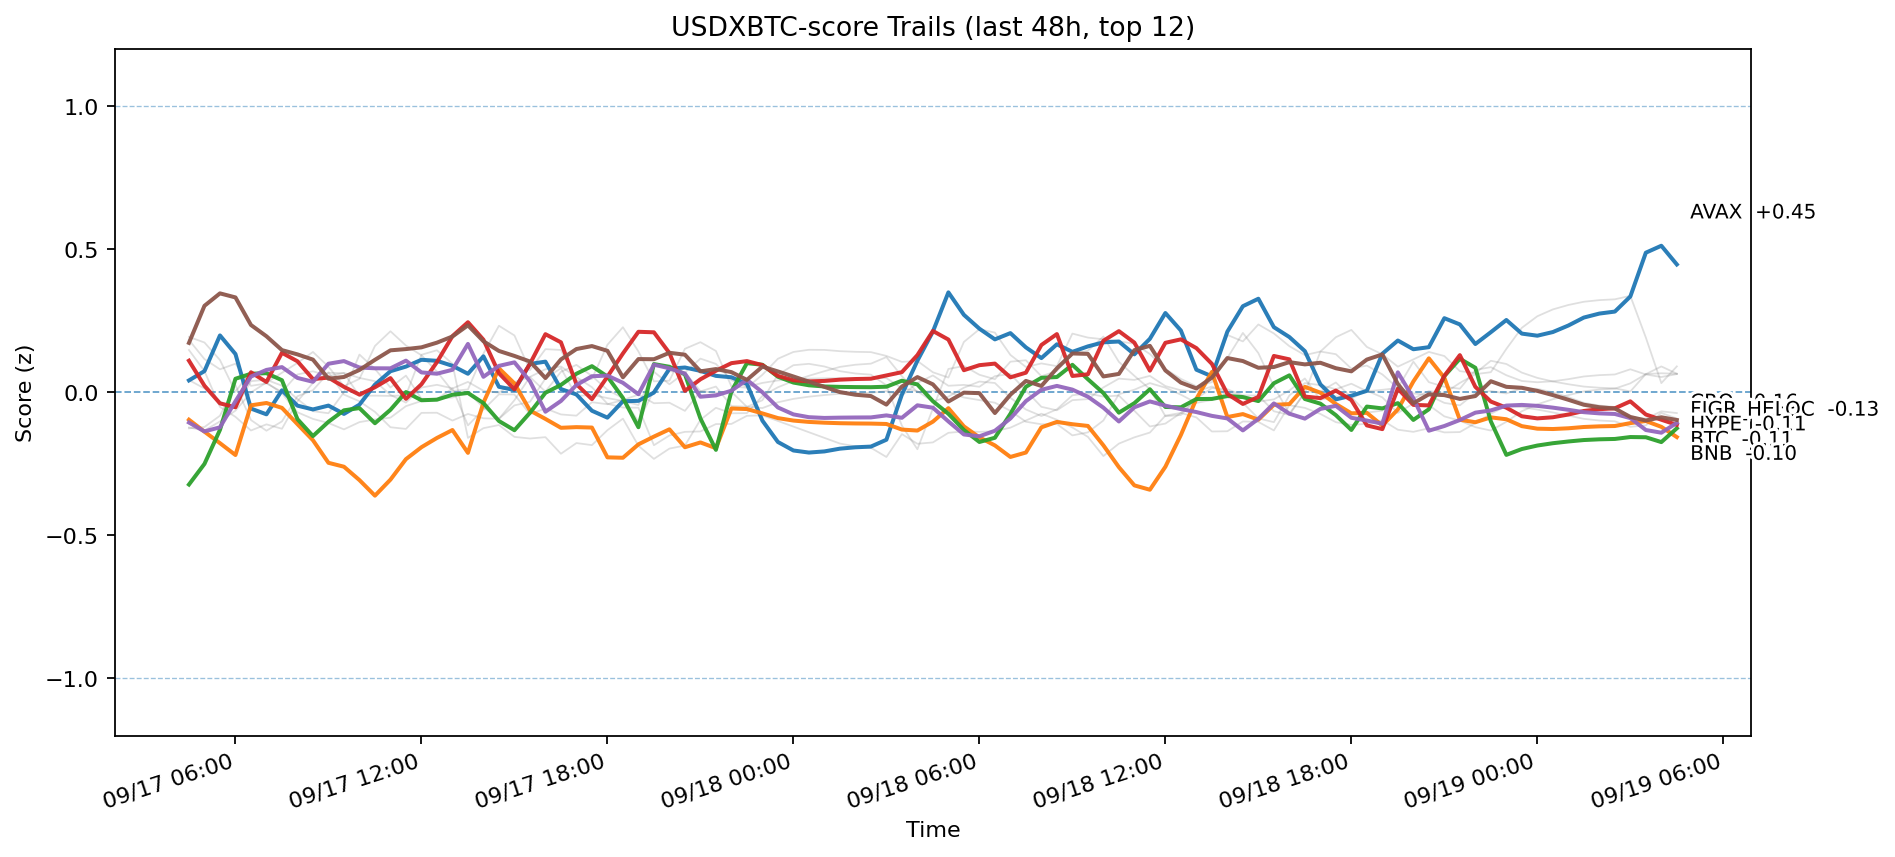 USDXBTC-score Trails (last 48h, top 12)
Score (z)
1.0
0.5
0.0
−0.5
−1.0
AVAX +0.45
FIGR_HELOC -0.13
HYPE -0.11
BTC -0.11
BNB -0.10
09/17 06:00
09/17 12:00
09/17 18:00
09/18 00:00
09/18 06:00
09/18 12:00
09/18 18:00
09/19 00:00
09/19 06:00
Time